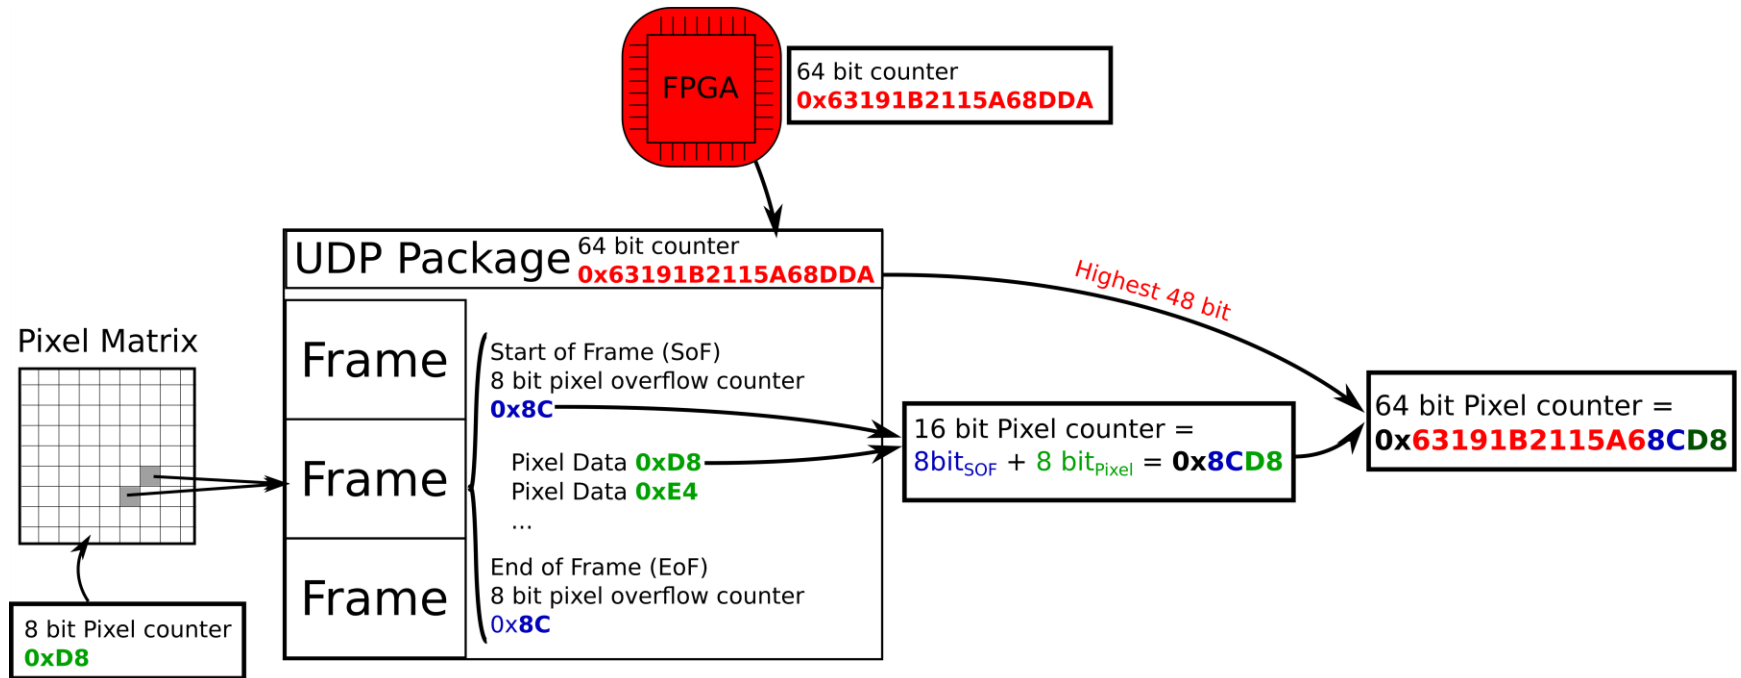 FPGA
64 bit counter
0x63191B2115A68DDA
UDP Package
64 bit counter
0x63191B2115A68DDA
Highest 48 bit
Pixel Matrix
Frame
Frame
Frame
Start of Frame (SoF)
8 bit pixel overflow counter
0x8C
Pixel Data 0xD8
Pixel Data 0xE4
...
End of Frame (EoF)
8 bit pixel overflow counter
0x8C
16 bit Pixel counter =
8bitSOF + 8 bitPixel = 0x8CD8
64 bit Pixel counter =
0x63191B2115A68CD8
8 bit Pixel counter
0xD8